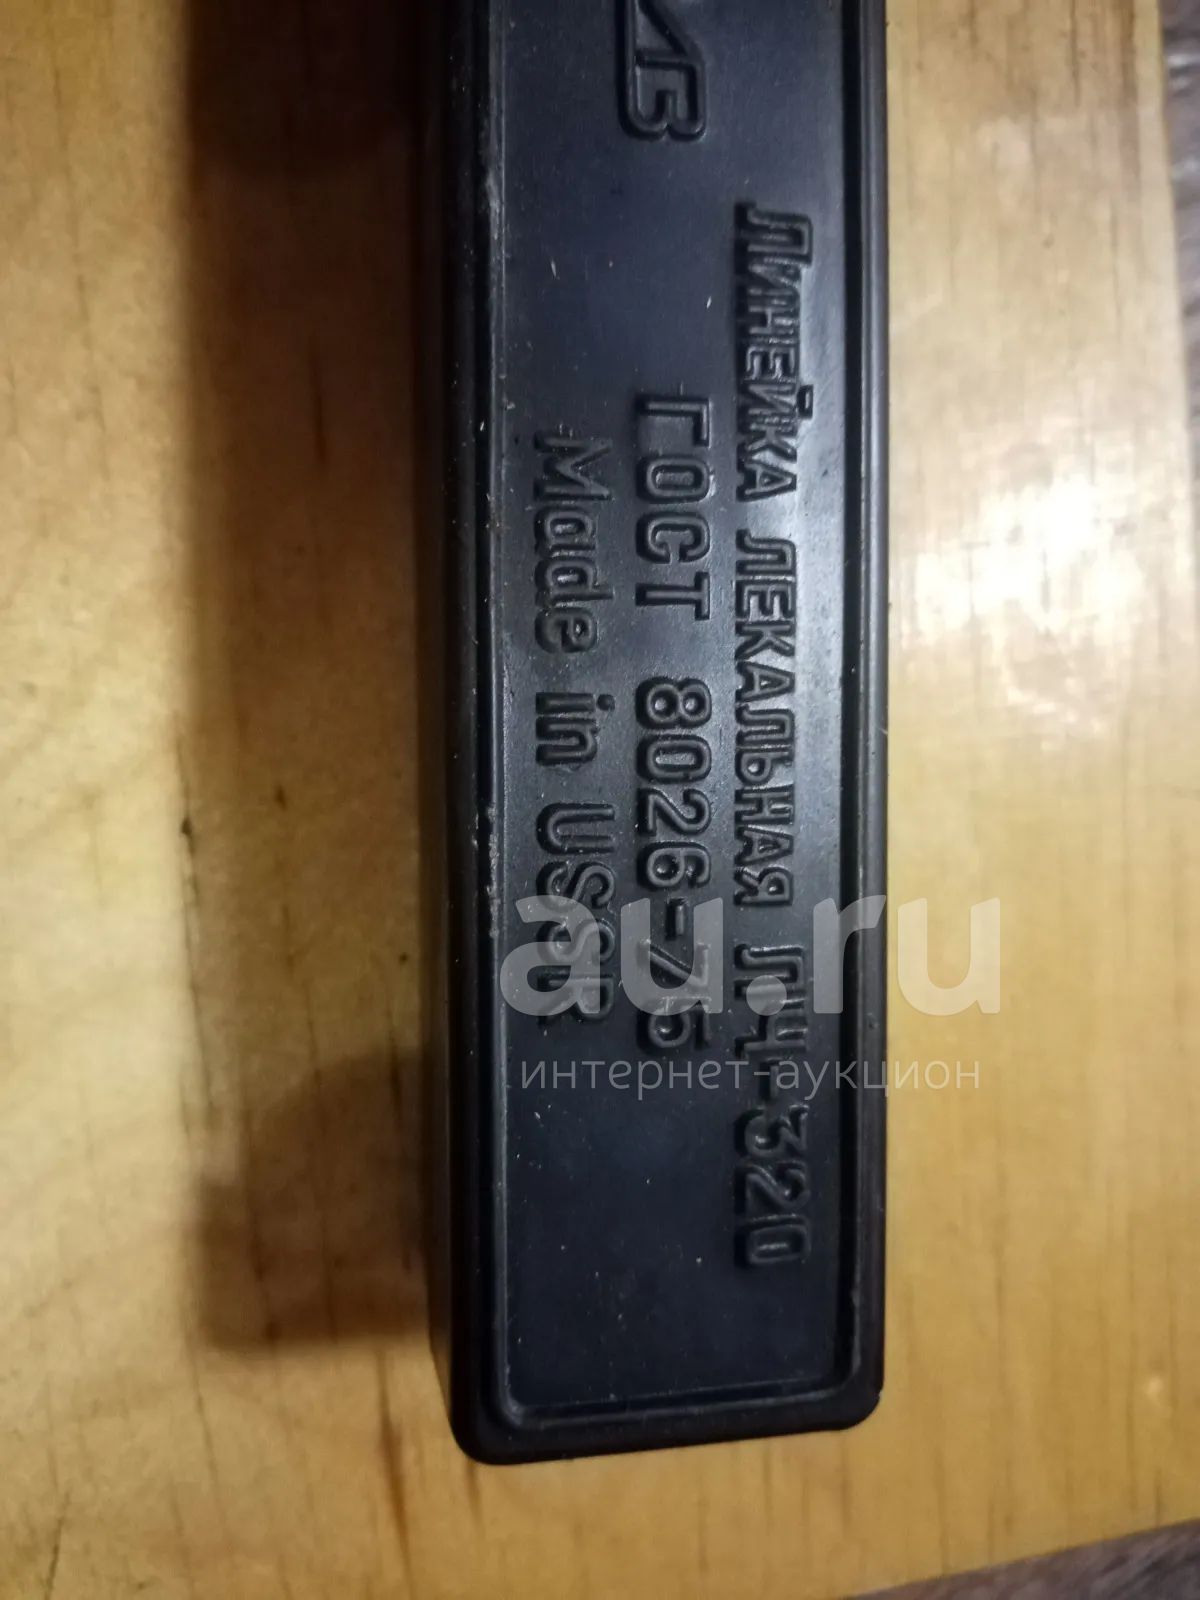 ЛИНЕЙКА ЛЕКАЛЬНАЯ ЛЧ-320
ГОСТ 8026-75
Made in USSR
au.ru
интернет-аукцион